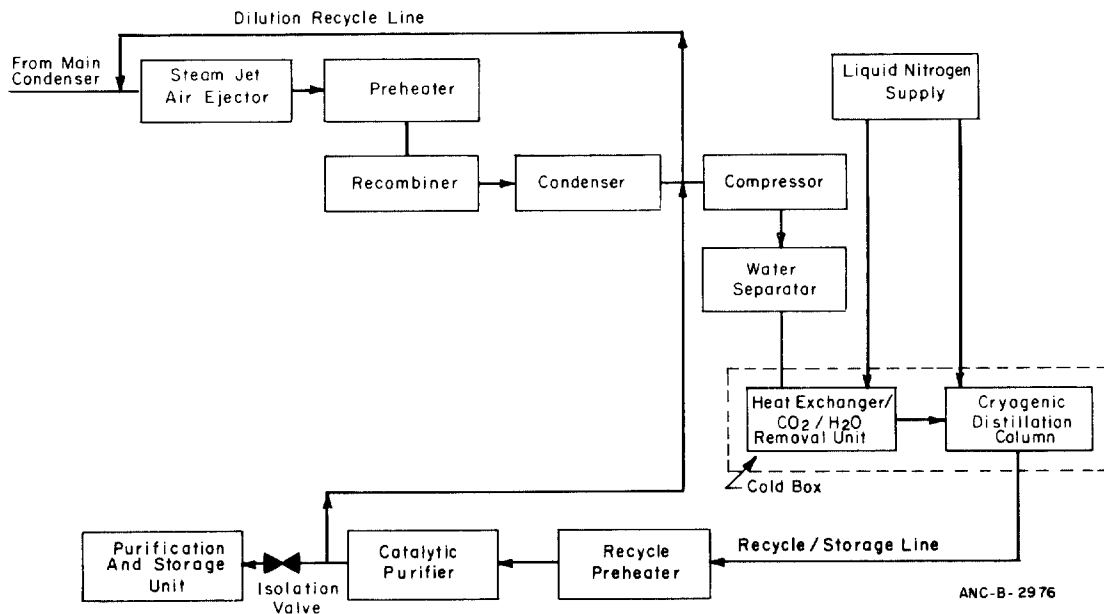 Dilution Recycle Line
From Main
Condenser
Steam Jet
Air Ejector
Preheater
Liquid Nitrogen
Supply
Recombiner
Condenser
Compressor
Water
Separator
Heat Exchanger/
CO2/H2O
Removal Unit
Cryogenic
Distillation
Column
Cold Box
Purification
And Storage
Unit
Isolation
Valve
Catalytic
Purifier
Recycle
Preheater
Recycle/Storage Line
ANC-B-2976